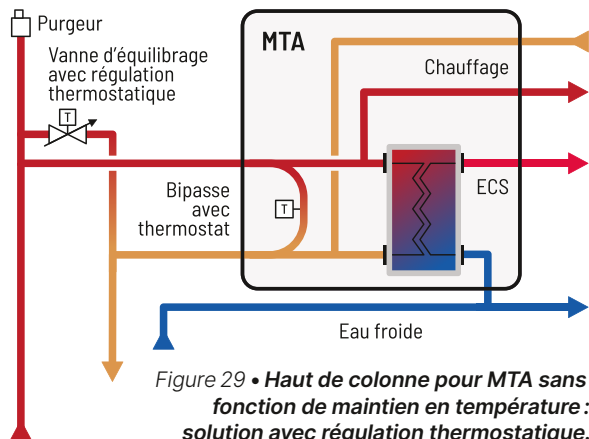 Purgeur
Vanne d’équilibrage
avec régulation
thermostatique
T
MTA
Chauffage
Bipasse
avec
thermostat
T
ECS
Eau froide
Figure 29 • Haut de colonne pour MTA sans
fonction de maintien en température :
solution avec régulation thermostatique.